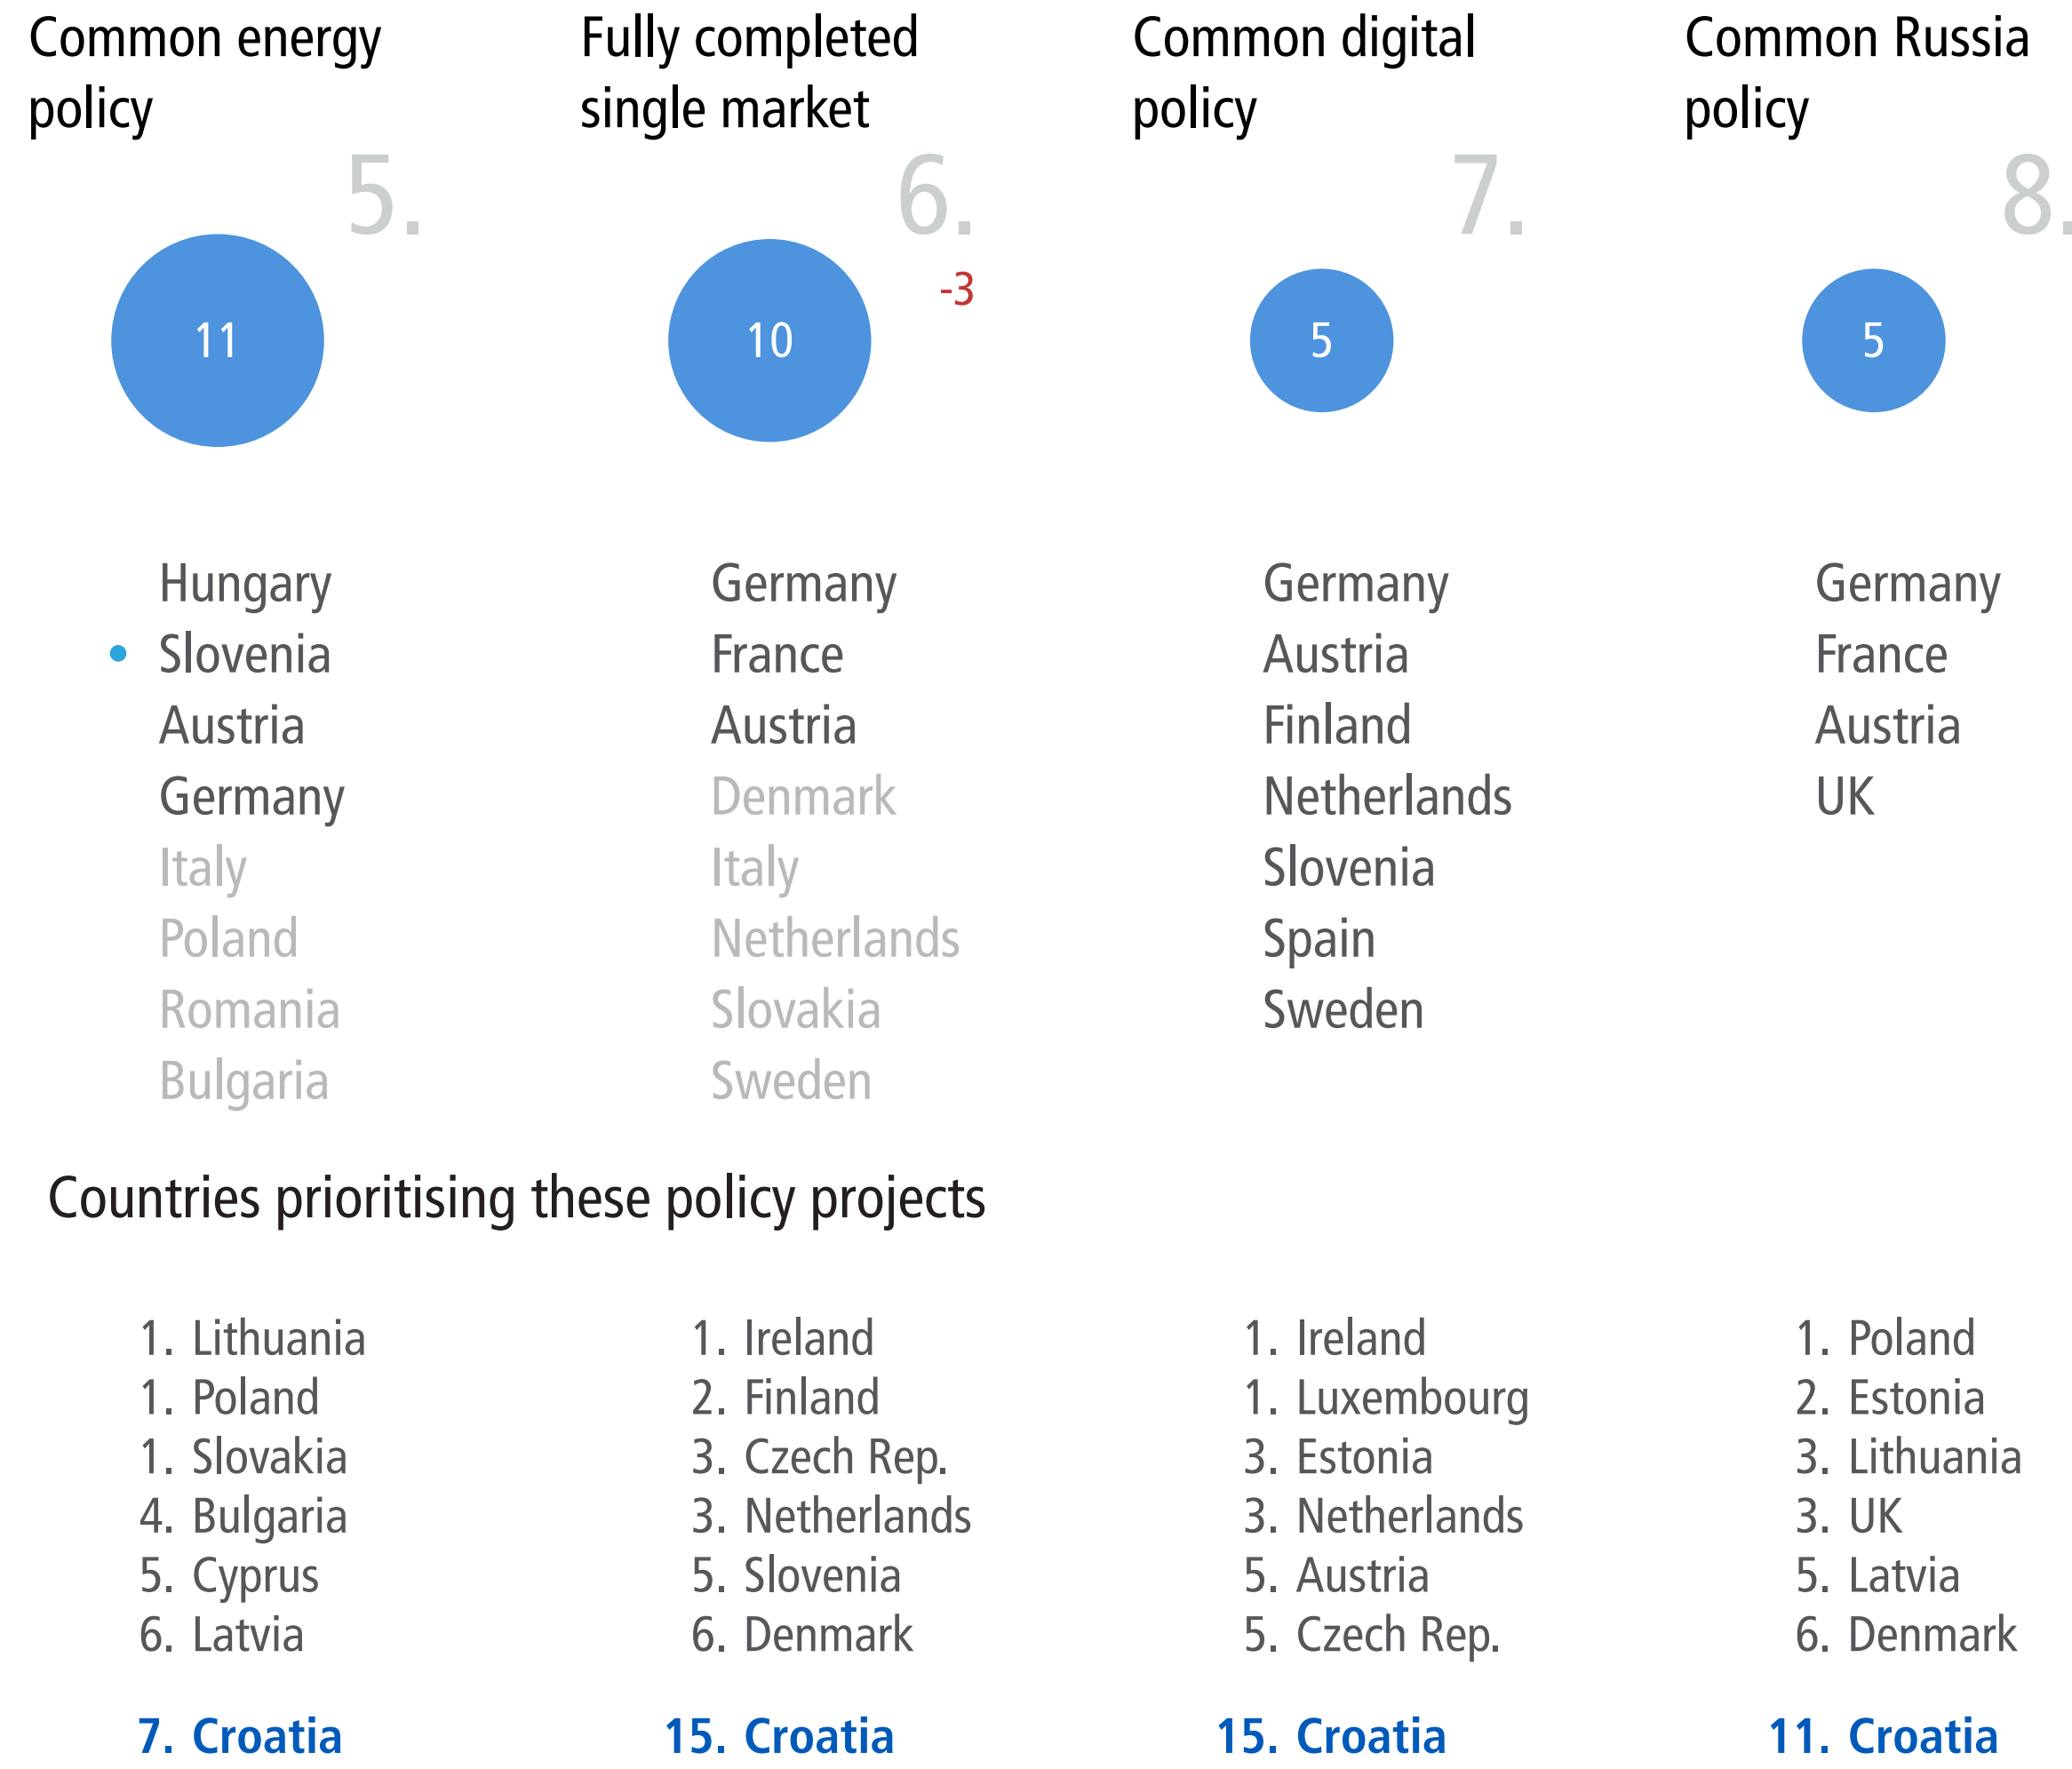 Common energy
policy
5.
11
Hungary
Slovenia
Austria
Germany
Italy
Poland
Romania
Bulgaria
Fully completed
single market
6.
-3
10
Germany
France
Austria
Denmark
Italy
Netherlands
Slovakia
Sweden
Common digital
policy
7.
5
Germany
Austria
Finland
Netherlands
Slovenia
Spain
Sweden
Common Russia
policy
8.
5
Germany
France
Austria
UK
Countries prioritising these policy projects
1. Lithuania
1. Poland
1. Slovakia
4. Bulgaria
5. Cyprus
6. Latvia
7. Croatia
1. Ireland
2. Finland
3. Czech Rep.
3. Netherlands
5. Slovenia
6. Denmark
15. Croatia
1. Ireland
1. Luxembourg
3. Estonia
3. Netherlands
5. Austria
5. Czech Rep.
15. Croatia
1. Poland
2. Estonia
3. Lithuania
3. UK
5. Latvia
6. Denmark
11. Croatia